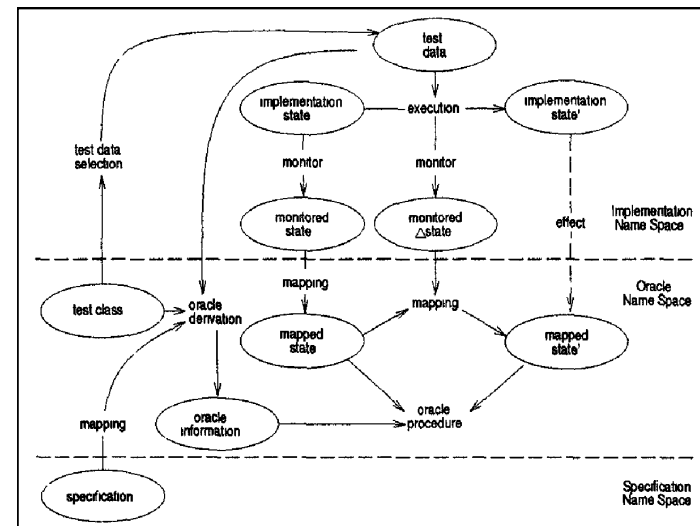 test
data
implementation
state
execution
implementation
state'
test data
selection
monitor
monitor
monitored
state
monitored
△state
effect
Implementation
Name Space
mapping
Oracle
Name Space
test class
oracle
derivation
mapping
mapped
state
mapped
state'
mapping
oracle
information
oracle
procedure
specification
Specification
Name Space